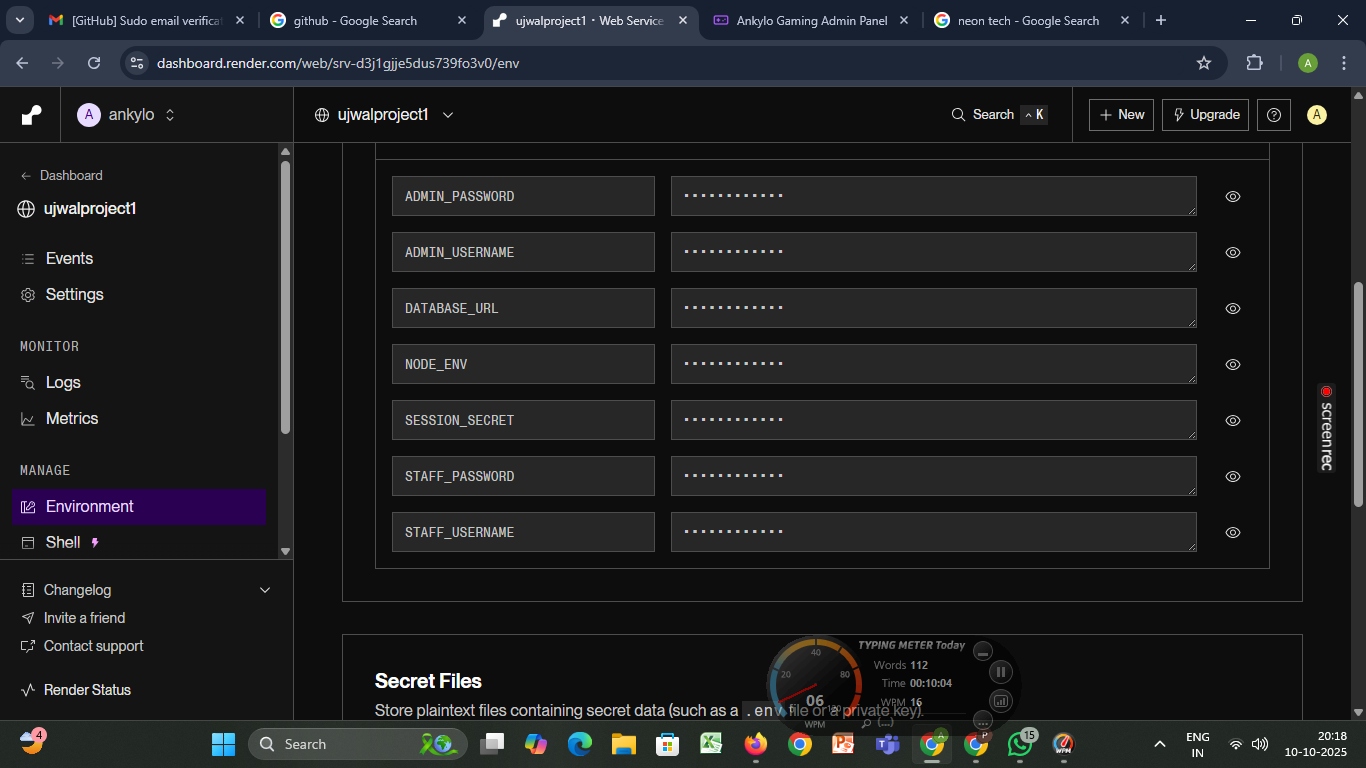 [GitHub] Sudo email verifica
github - Google Search
ujwalproject1 · Web Service
Ankylo Gaming Admin Panel
neon tech - Google Search
dashboard.render.com/web/srv-d3j1gjje5dus739fo3v0/env
A
A
ankylo
ujwalproject1
Search
K
+ New
Upgrade
A
Dashboard
ujwalproject1
Events
Settings
MONITOR
Logs
Metrics
MANAGE
Environment
Shell
Changelog
Invite a friend
Contact support
Render Status
ADMIN_PASSWORD
ADMIN_USERNAME
DATABASE_URL
NODE_ENV
SESSION_SECRET
STAFF_PASSWORD
STAFF_USERNAME
screenrec
Secret Files
Store plaintext files containing secret data (such as a .env file or a private key).
TYPING METER Today
Words 112
Time 00:10:04
WPM 16
20
40
80
06
WPM
4
Search
A
P
15
WPM
ENG
IN
20:18
10-10-2025